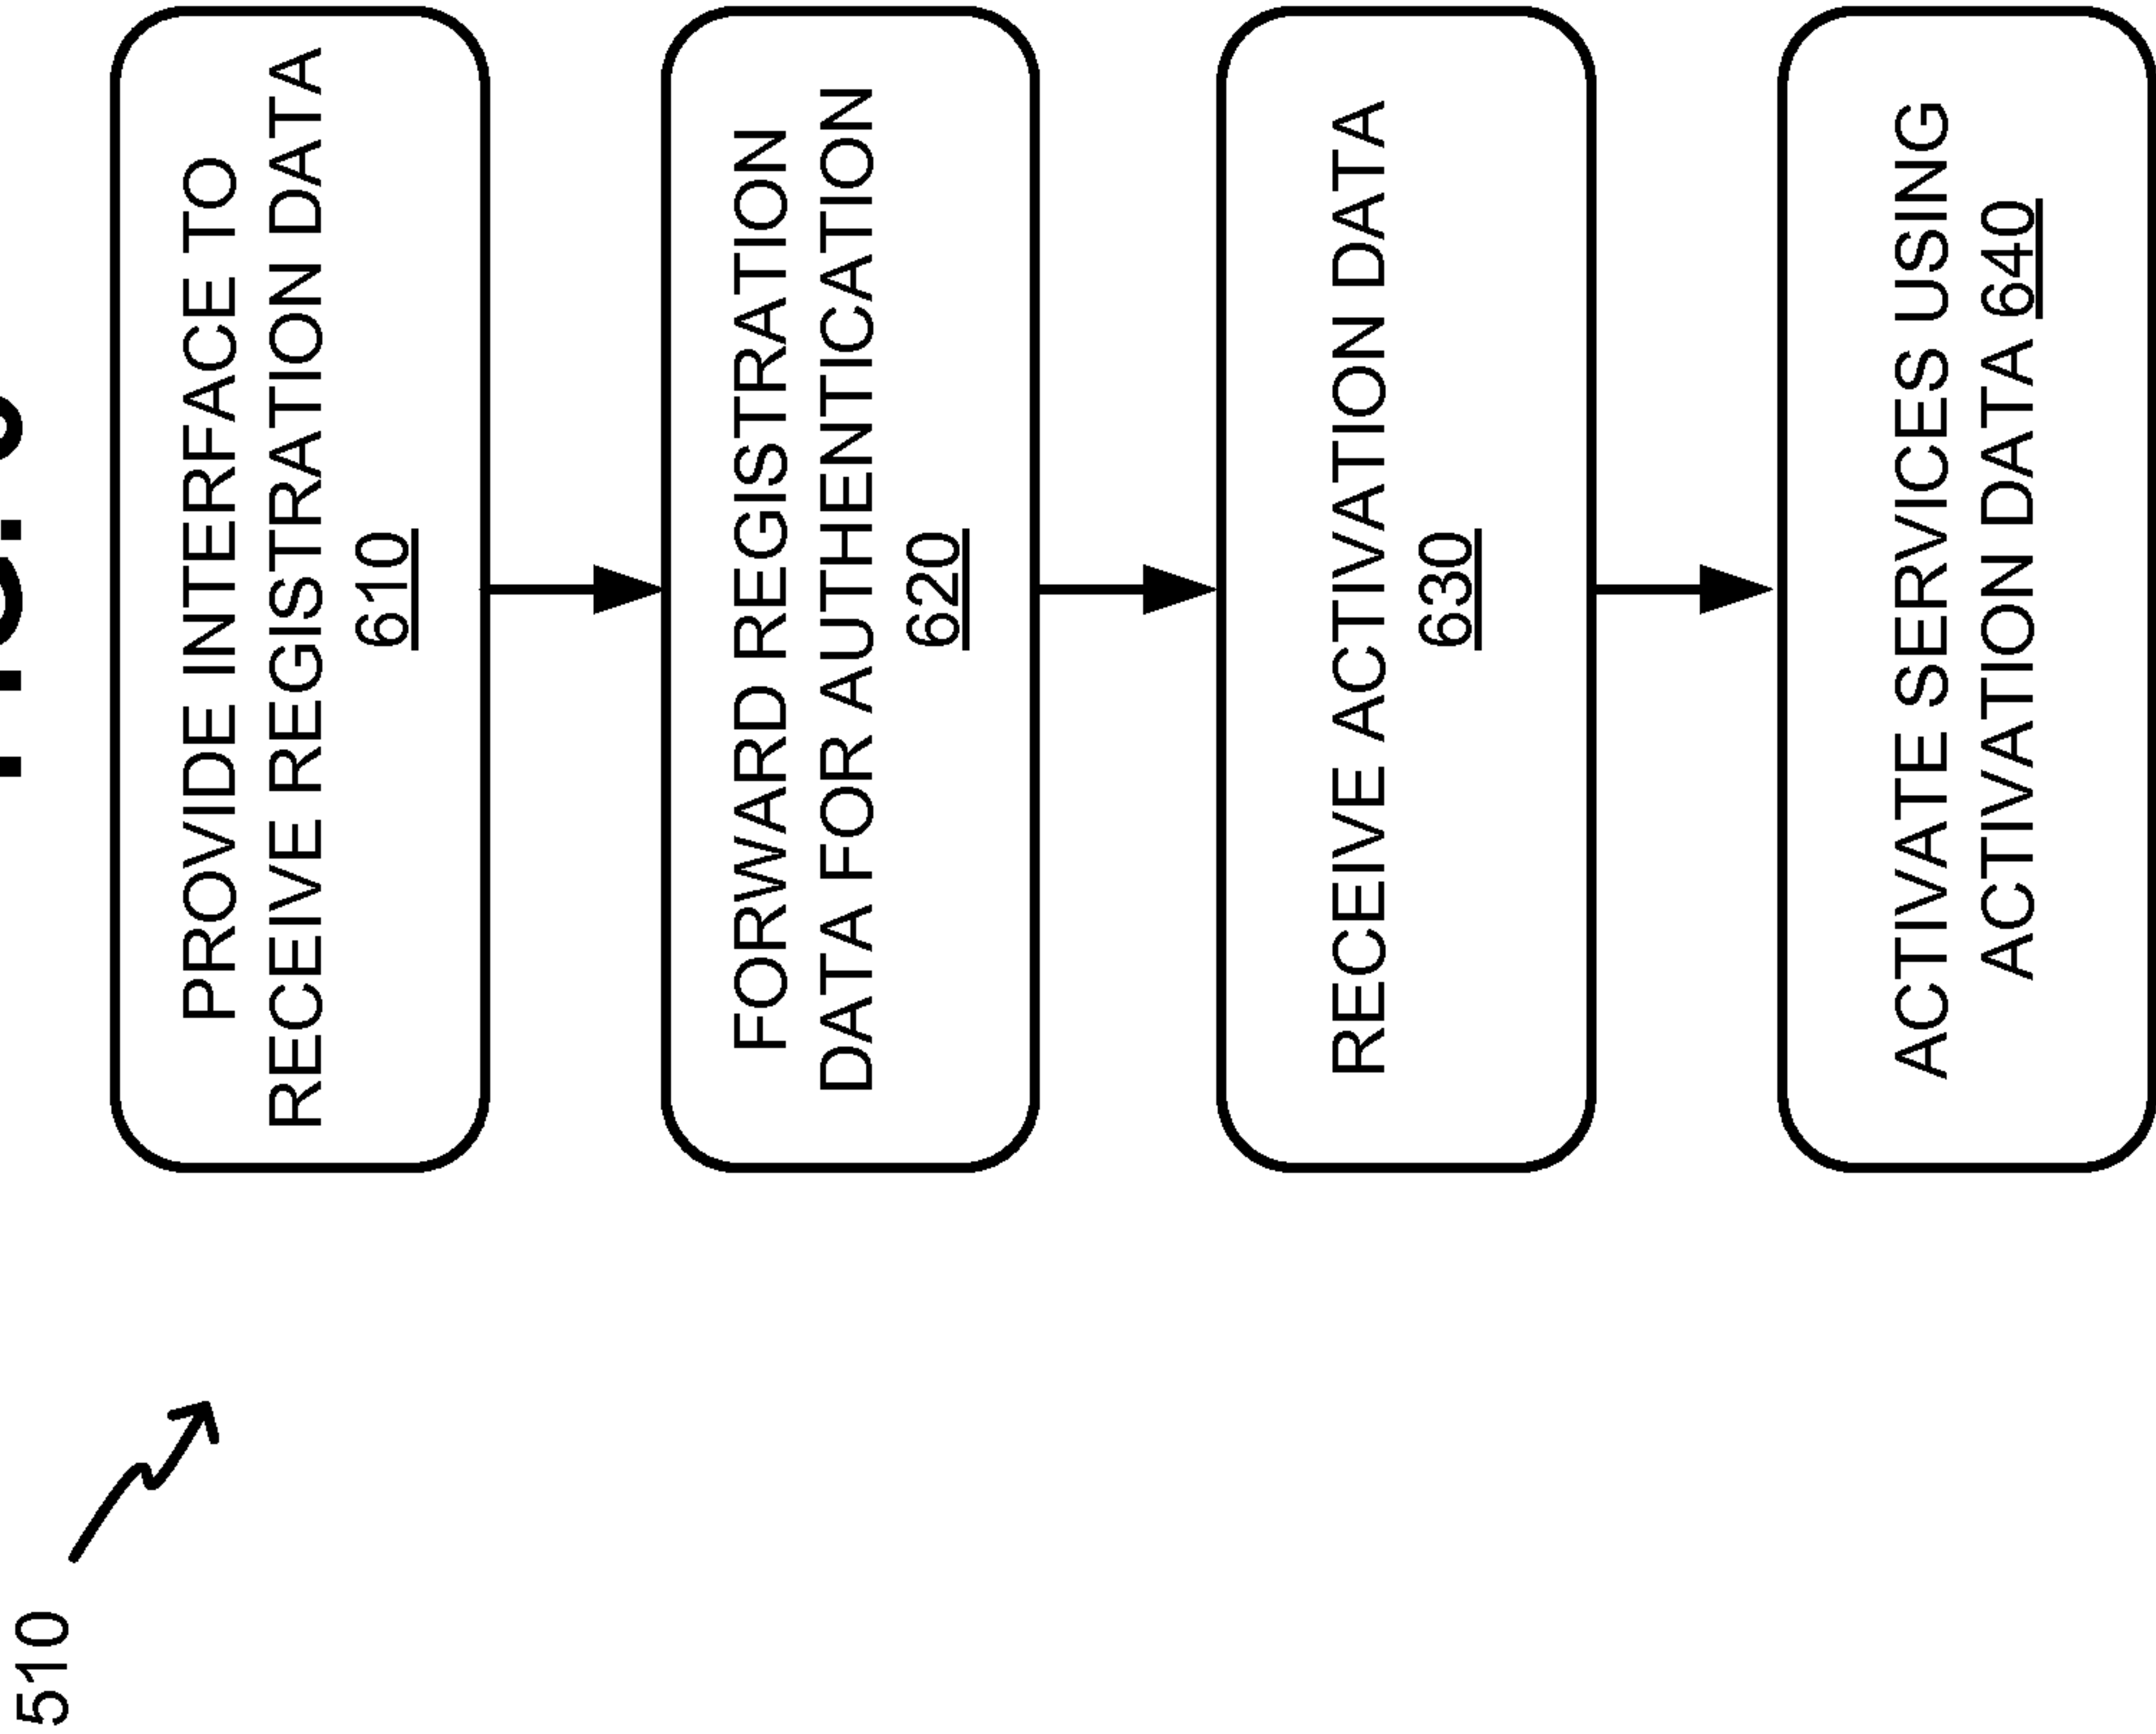 510
PROVIDE INTERFACE TO
RECEIVE REGISTRATION DATA
610
FORWARD REGISTRATION
DATA FOR AUTHENTICATION
620
RECEIVE ACTIVATION DATA
630
ACTIVATE SERVICES USING
ACTIVATION DATA 640